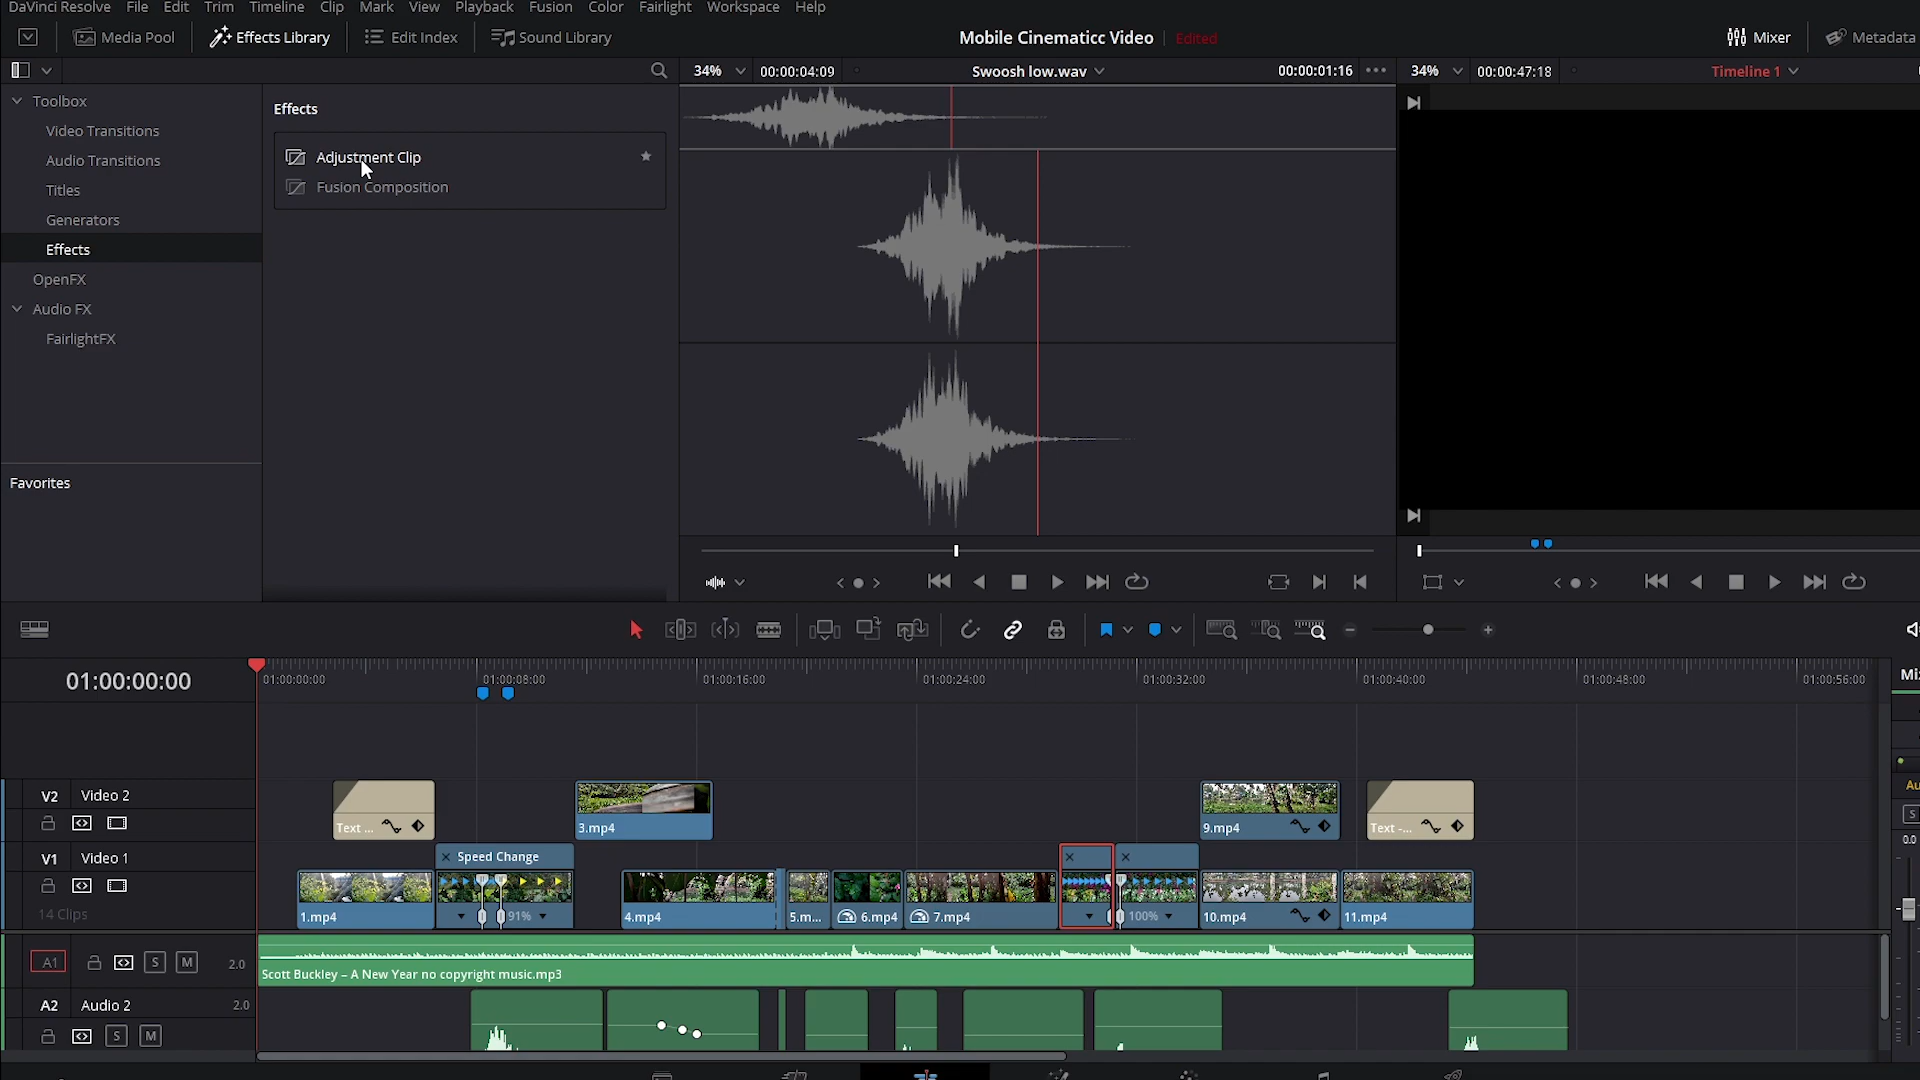 DaVinci Resolve File Edit Trim Timeline Clip Mark View Playback Fusion Color Fairlight Workspace Help
Media Pool Effects Library Edit Index Sound Library Mobile Cinematicc Video Edited Mixer Metadata
34% 00:00:04:09 Swoosh low.wav 00:00:01:16 34% 00:00:47:18 Timeline 1
Toolbox
Video Transitions
Audio Transitions
Titles
Generators
Effects
OpenFX
Audio FX
FairlightFX
Favorites
Effects
Adjustment Clip
Fusion Composition
01:00:00:00 01:00:00:00 01:00:08:00 01:00:16:00 01:00:24:00 01:00:32:00 01:00:40:00 01:00:48:00 01:00:56:00
V2 Video 2
Text ... 3.mp4 9.mp4 Text -...
V1 Video 1
Speed Change
14 Clips
1.mp4 91% 4.mp4 5.m... 6.mp4 7.mp4 100% 10.mp4 11.mp4
A1 S M 2.0
Scott Buckley – A New Year no copyright music.mp3
A2 Audio 2 2.0
S M
Mi
Au
S
0.0